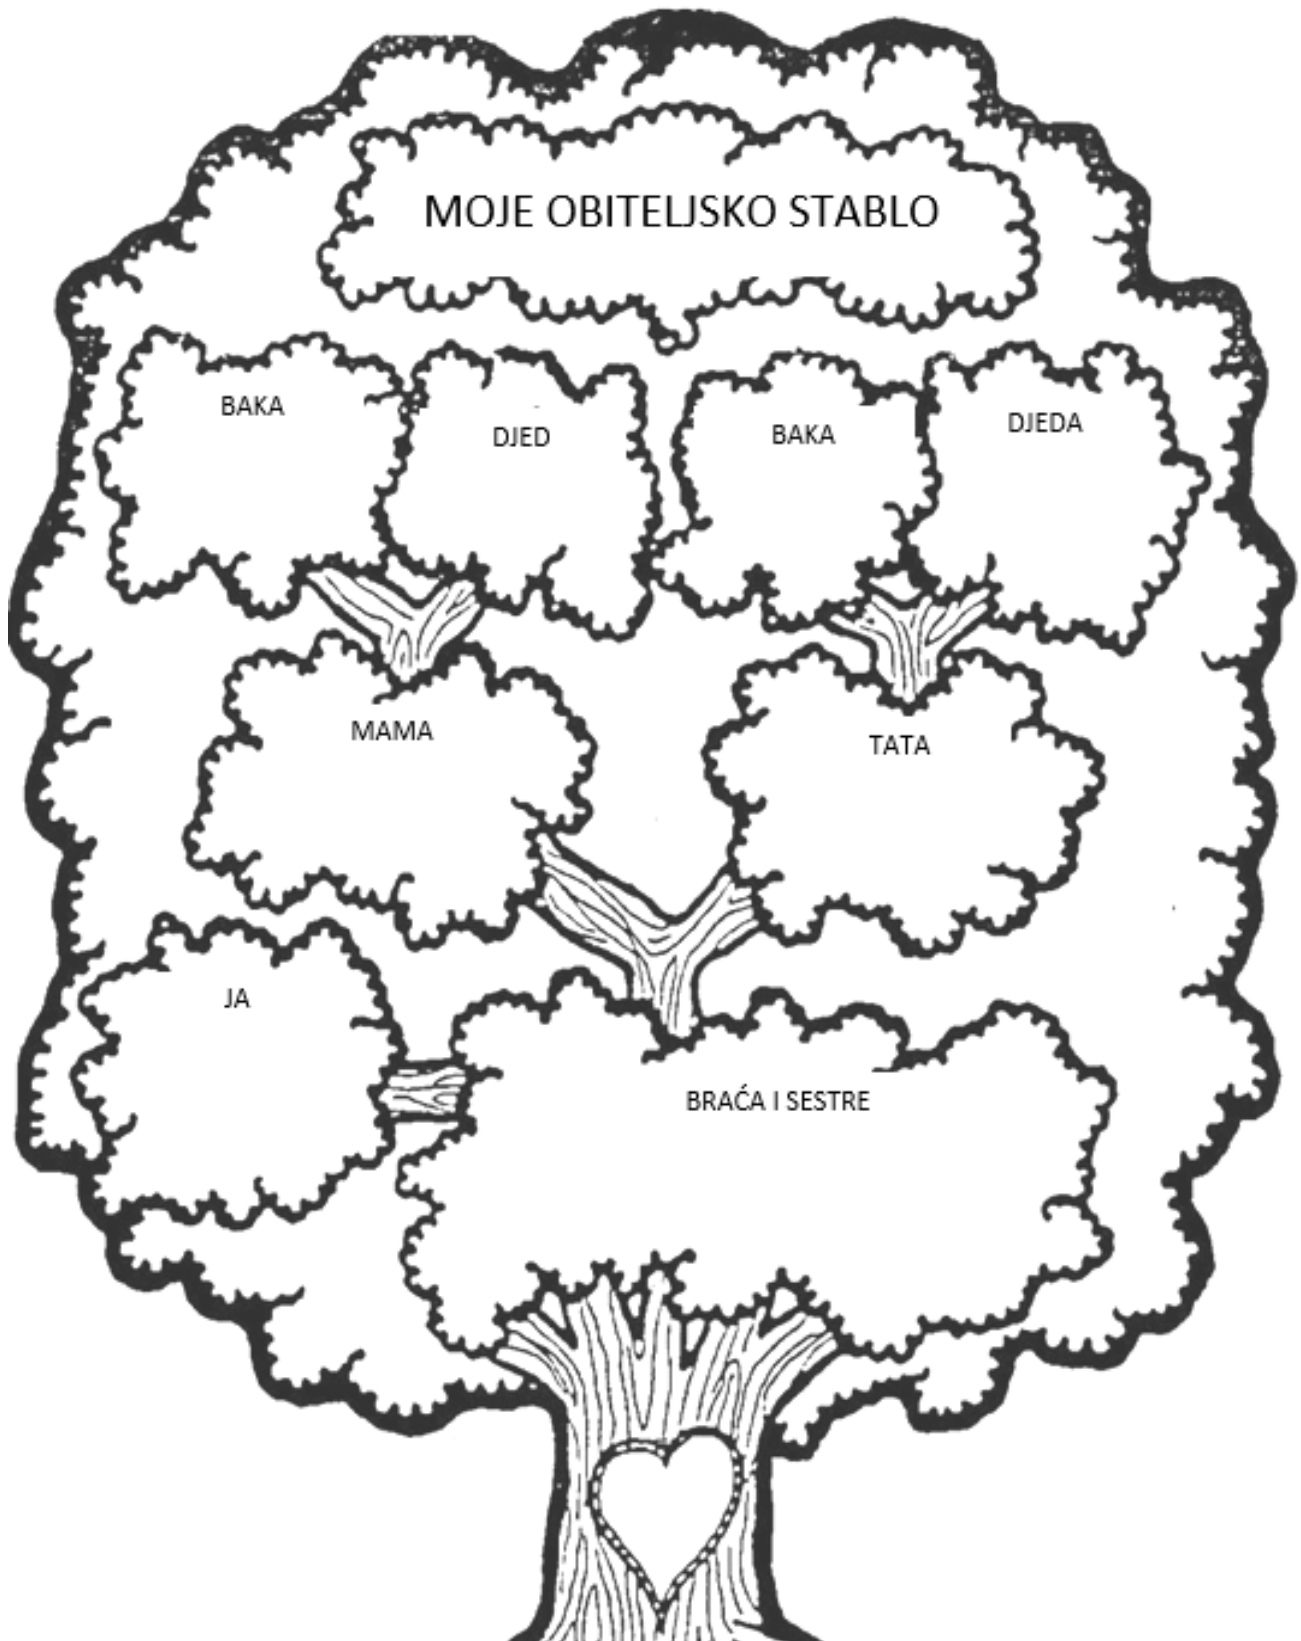 MOJE OBITELJSKO STABLO
BAKA
DJED
BAKA
DJEDA
MAMA
TATA
JA
BRAĆA I SESTRE